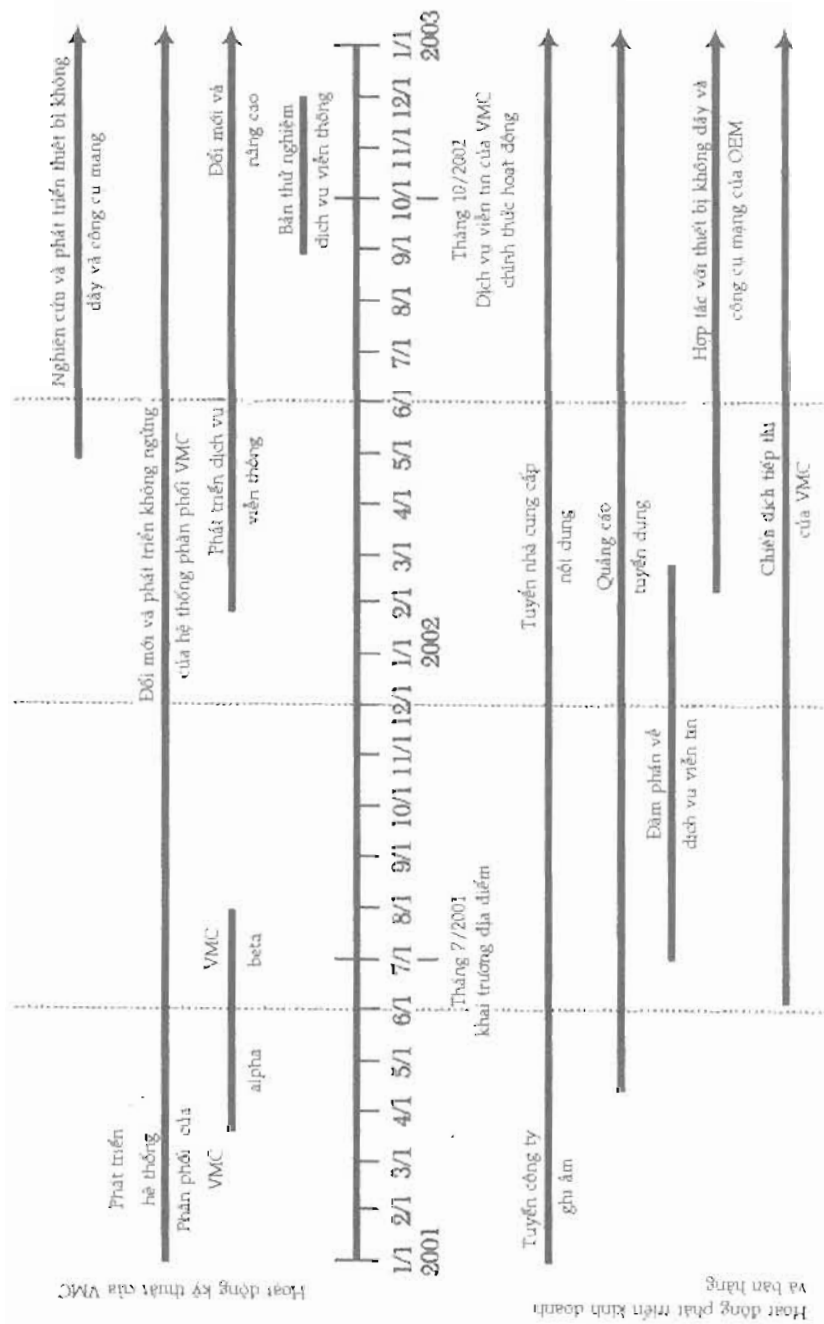 Hoạt động kỹ thuật của VMC
Phát triển
hệ thống
Phân phối của
VMC
Đổi mới và phát triển không ngừng
của hệ thống phân phối VMC
Nghiên cứu và phát triển thiết bị không
dây và công cụ mạng
alpha
VMC
beta
Phát triển dịch vụ
viễn thông
Đổi mới và
nâng cao
Bản thử nghiệm
dịch vụ viễn thông
1/1 2/1 3/1 4/1 5/1 6/1 7/1 8/1 9/1 10/1 11/1 12/1 1/1 2/1 3/1 4/1 5/1 6/1 7/1 8/1 9/1 10/1 11/1 12/1 1/1
2001 2002 2003
Tháng 7/2001
khai trương địa điểm
Tháng 10/2002
Dịch vụ viễn tin của VMC
chính thức hoạt động
Hoạt động phát triển kinh doanh
và bán hàng
Tuyển công ty
ghi âm
Tuyển nhà cung cấp
nội dung
Quảng cáo
tuyển dụng
Đàm phán về
dịch vụ viễn tin
Hợp tác với thiết bị không dây và
công cụ mạng của OEM
Chiến dịch tiếp thị
của VMC